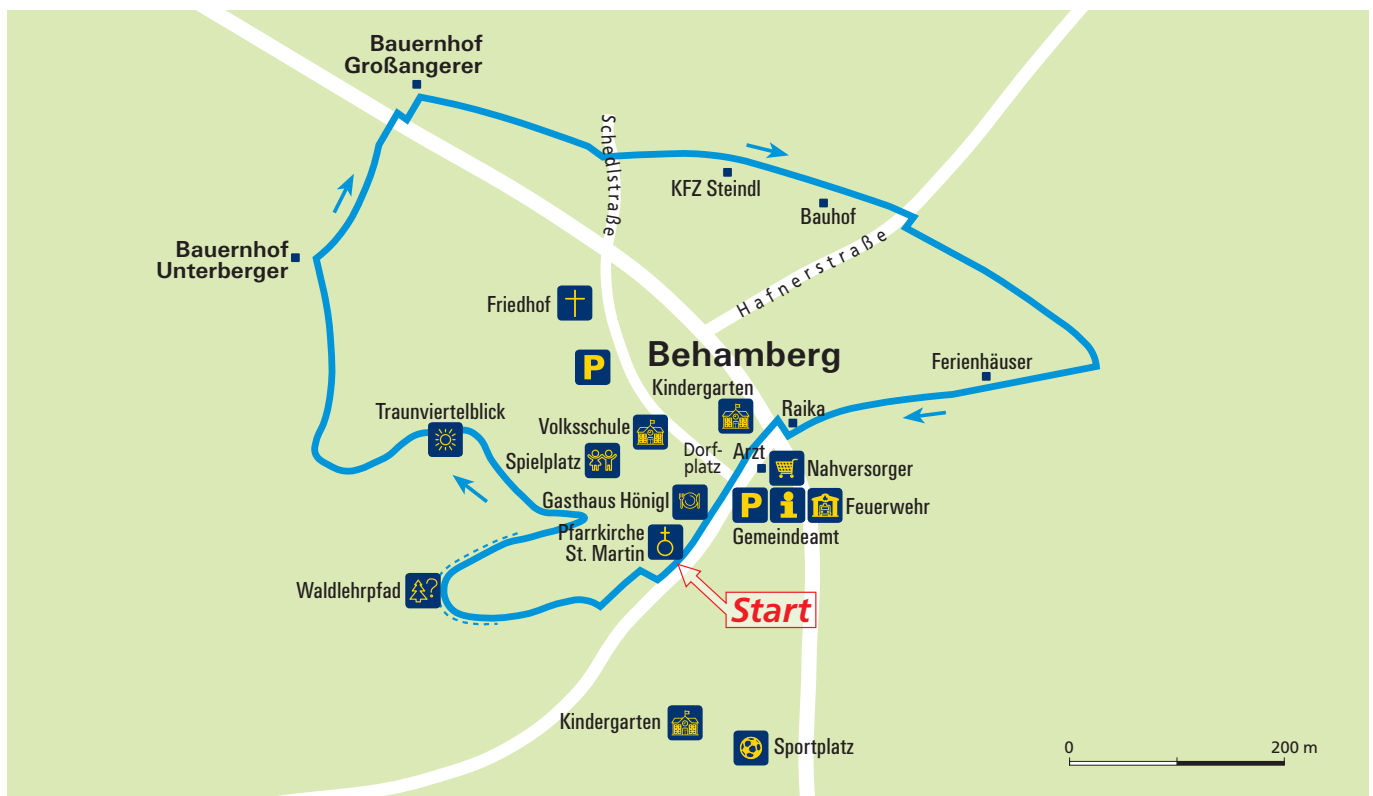 Bauernhof
Großangerer
Schedlstraße
KFZ Steindl
Bauhof
Bauernhof
Unterberger
Hafnerstraße
Friedhof
P
Behamberg
Ferienhäuser
Kindergarten
Traunviertelblick
Raika
Volksschule
Dorf-
platz
Arzt
Spielplatz
Nahversorger
Gasthaus Hönigl
P i
Feuerwehr
Pfarrkirche
St. Martin
Gemeindeamt
Waldlehrpfad
?
Start
Kindergarten
Sportplatz
0 200 m